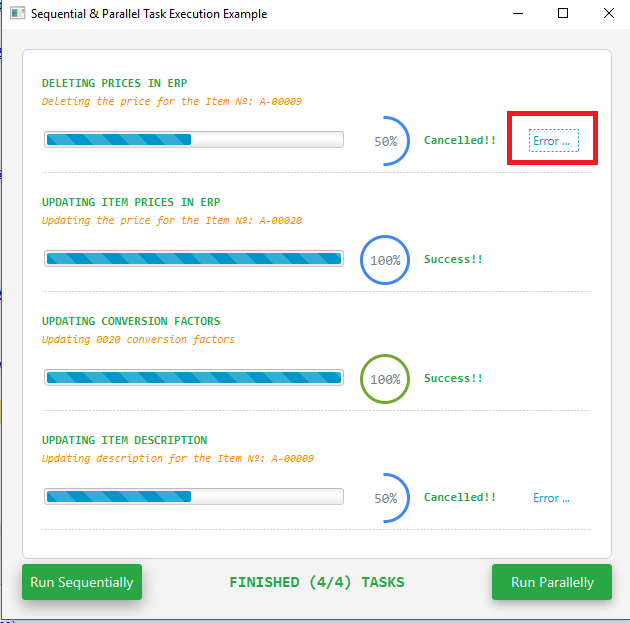 Sequential & Parallel Task Execution Example
DELETING PRICES IN ERP
Deleting the price for the Item Nº: A-00009
50% Cancelled!! Error ...
UPDATING ITEM PRICES IN ERP
Updating the price for the Item Nº: A-00020
100% Success!!
UPDATING CONVERSION FACTORS
Updating 0020 conversion factors
100% Success!!
UPDATING ITEM DESCRIPTION
Updating description for the Item Nº: A-00009
50% Cancelled!! Error ...
Run Sequentially FINISHED (4/4) TASKS Run Parallelly